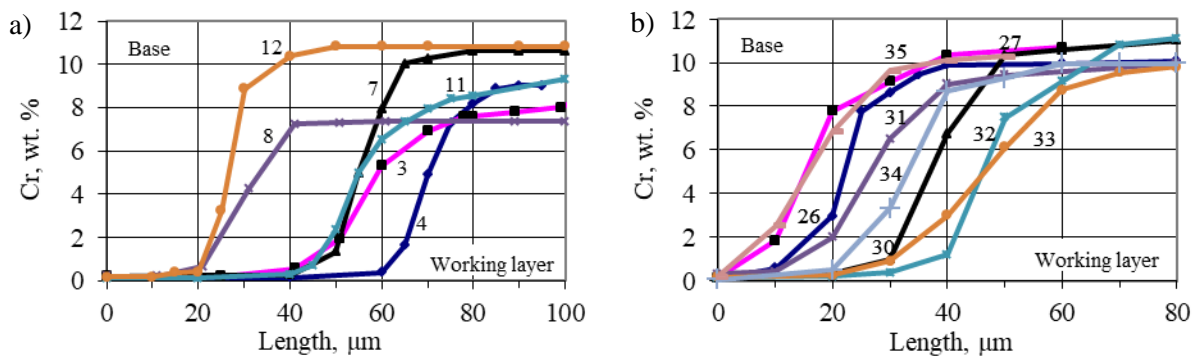 a)
Cr, wt. %
12
10
8
6
4
2
0
Base
12
7
11
8
3
4
Working layer
0 20 40 60 80 100
Length, μm
b)
Cr, wt. %
12
10
8
6
4
2
0
Base
35
27
31
32
33
34
26
30
Working layer
0 20 40 60 80
Length, μm